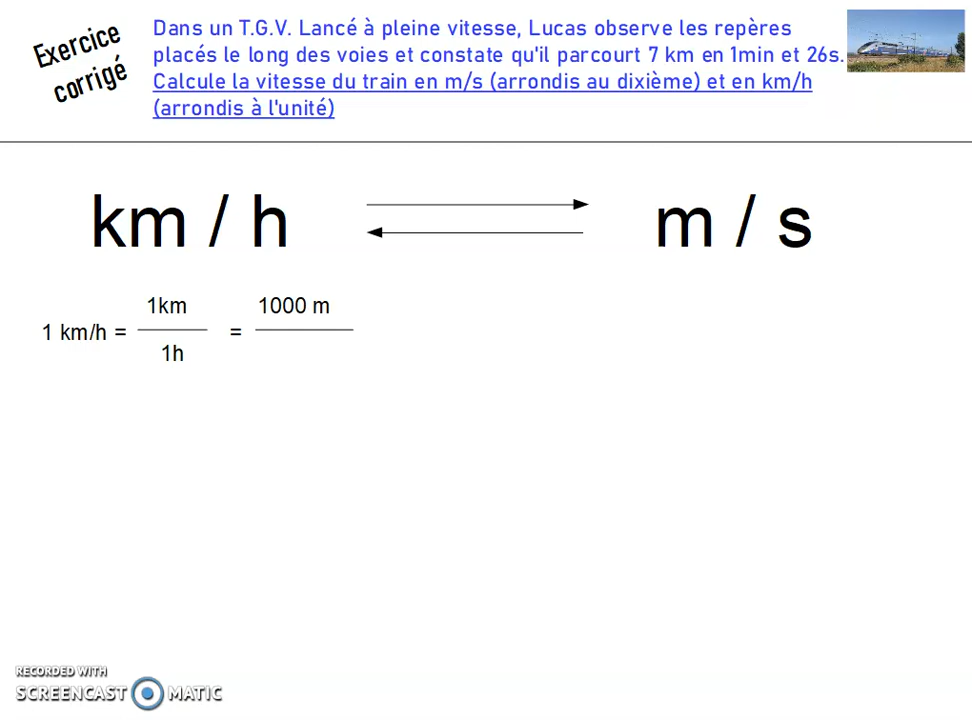 Exercice
corrigé
Dans un T.G.V. Lancé à pleine vitesse, Lucas observe les repères
placés le long des voies et constate qu'il parcourt 7 km en 1min et 26s.
Calcule la vitesse du train en m/s (arrondis au dixième) et en km/h
(arrondis à l'unité)
km / h m / s
1km 1000 m
1 km/h = =
1h
RECORDED WITH
SCREENCAST MATIC